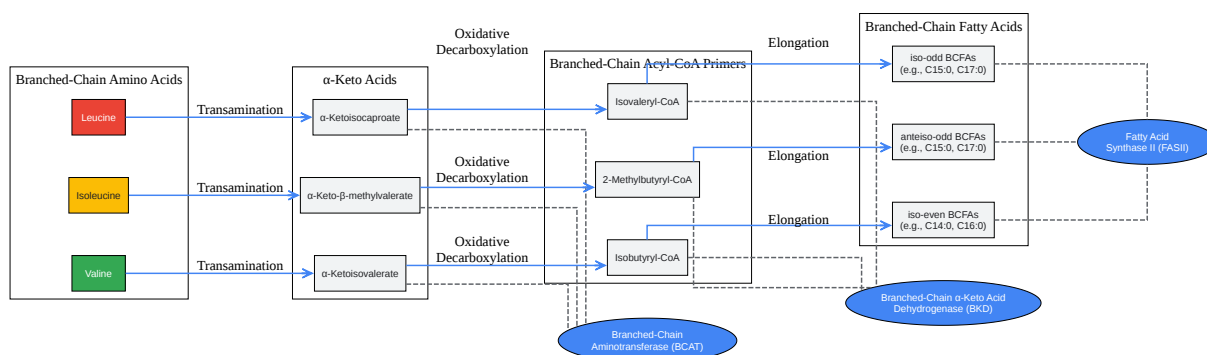 Branched-Chain Amino Acids
Leucine
Isoleucine
Valine
Transamination
Transamination
Transamination
α-Keto Acids
α-Ketoisocaproate
α-Keto-β-methylvalerate
α-Ketoisovalerate
Oxidative
Decarboxylation
Oxidative
Decarboxylation
Oxidative
Decarboxylation
Branched-Chain Acyl-CoA Primers
Isovaleryl-CoA
2-Methylbutyryl-CoA
Isobutyryl-CoA
Elongation
Elongation
Elongation
Branched-Chain Fatty Acids
iso-odd BCFAs
(e.g., C15:0, C17:0)
anteiso-odd BCFAs
(e.g., C15:0, C17:0)
iso-even BCFAs
(e.g., C14:0, C16:0)
Fatty Acid
Synthase II (FASII)
Branched-Chain α-Keto Acid
Dehydrogenase (BKD)
Branched-Chain
Aminotransferase (BCAT)